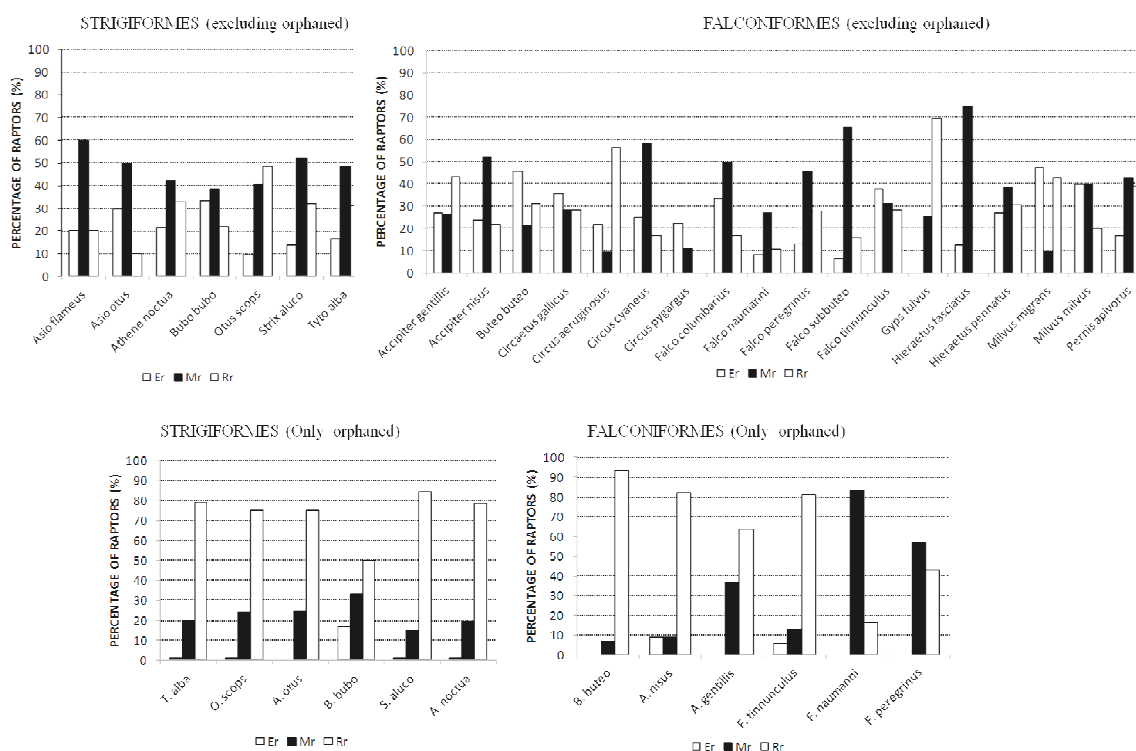 STRIGIFORMES (excluding orphaned)
PERCENTAGE OF RAPTORS (%)
100
90
80
70
60
50
40
30
20
10
0
Asio flameus
Asio otus
Athene noctua
Bubo bubo
Otus scops
Strix aluco
Tyto alba
Er Mr Rr
FALCONIFORMES (excluding orphaned)
PERCENTAGE OF RAPTORS (%)
100
90
80
70
60
50
40
30
20
10
0
Accipiter gentillis
Accipiter nisus
Buteo buteo
Circaetus gallicus
Circus aeruginosus
Circus cyaneus
Circus pygargus
Falco columbarius
Falco naumanni
Falco peregrinus
Falco subbuteo
Falco tinnunculus
Gyps fulvus
Hieraetus fasciatus
Hieraetus pennatus
Milvus migrans
Milvus milvus
Pernis apivorus
Er Mr Rr
STRIGIFORMES (Only orphaned)
PERCENTAGE OF RAPTORS (%)
100
90
80
70
60
50
40
30
20
10
0
T. alba
O. scops
A. otus
B. bubo
S. aluco
A. noctua
Er Mr Rr
FALCONIFORMES (Only orphaned)
PERCENTAGE OF RAPTORS (%)
100
90
80
70
60
50
40
30
20
10
0
B. buteo
A. nisus
A. gentillis
F. tinnunculus
F. naumanni
F. peregrinus
Er Mr Rr